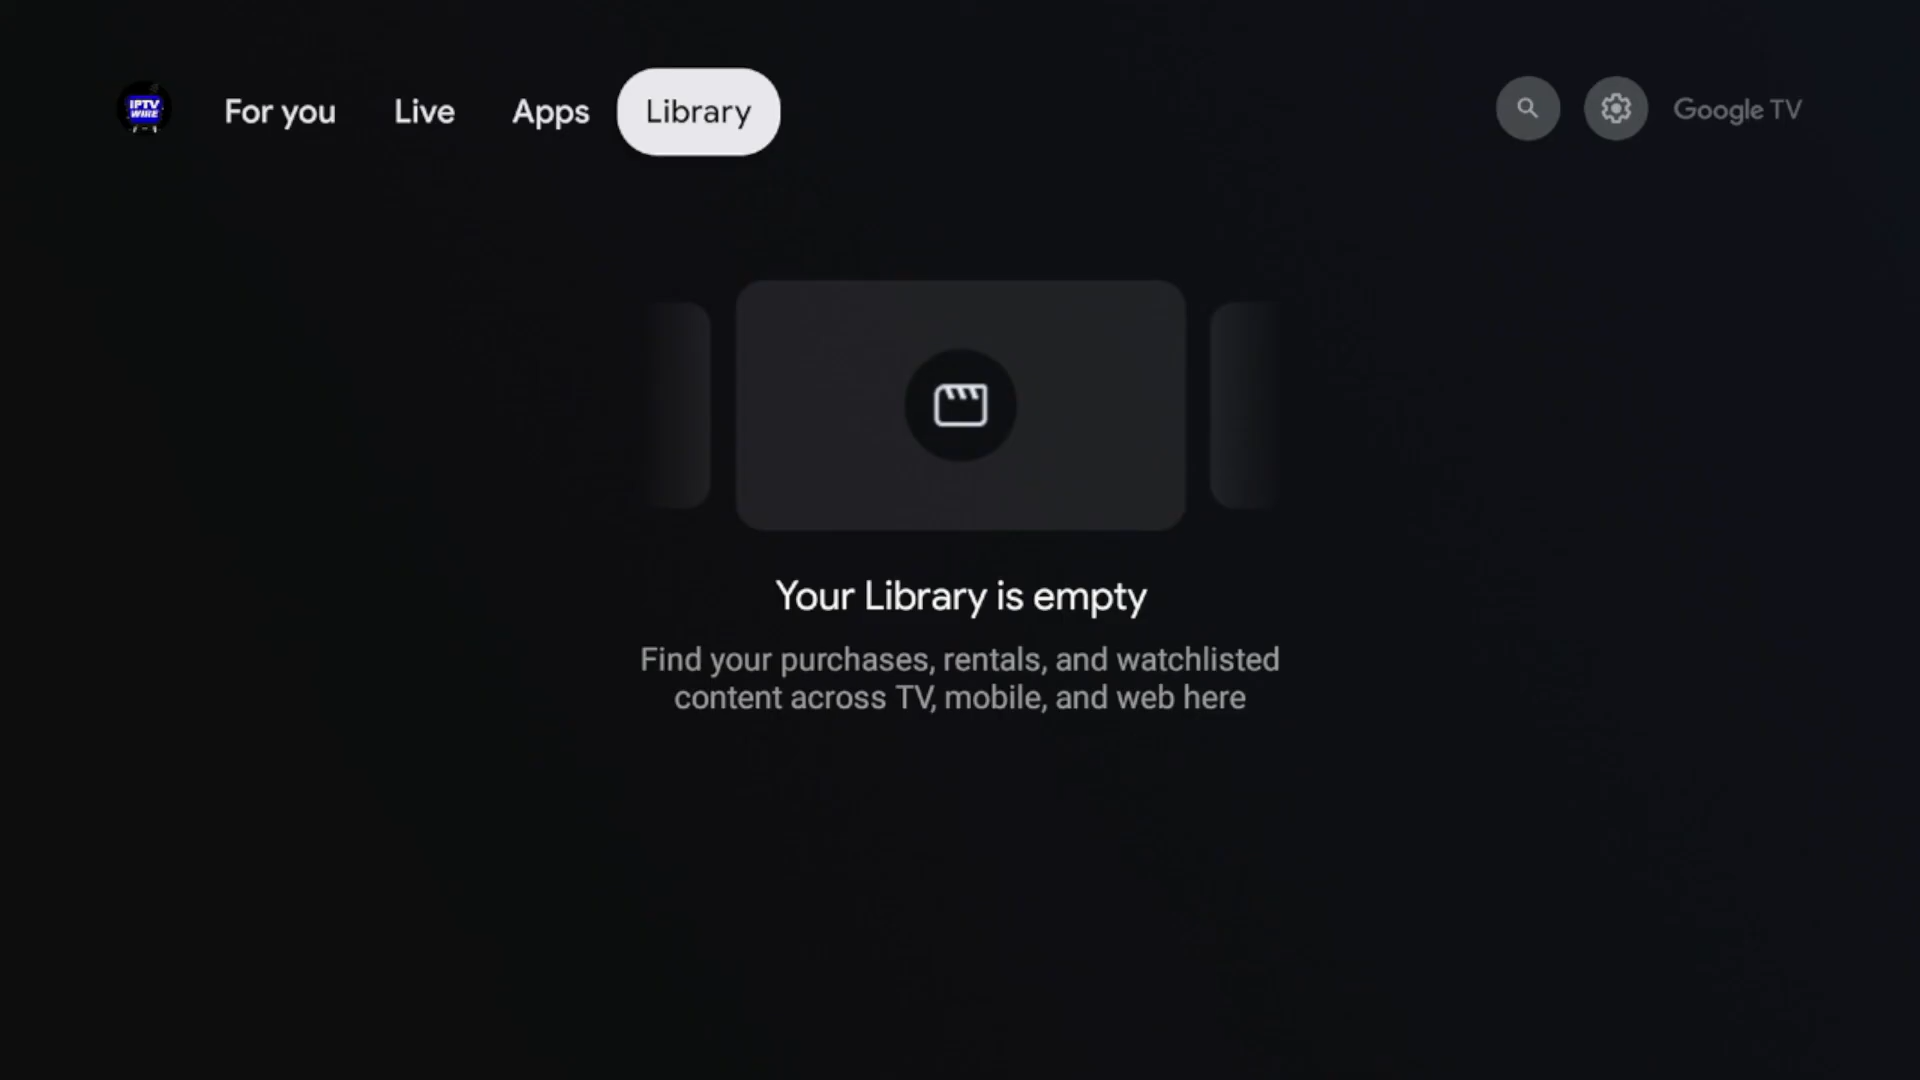 IPTV
WIRE
For you
Live
Apps
Library
Google TV
Your Library is empty
Find your purchases, rentals, and watchlisted
content across TV, mobile, and web here